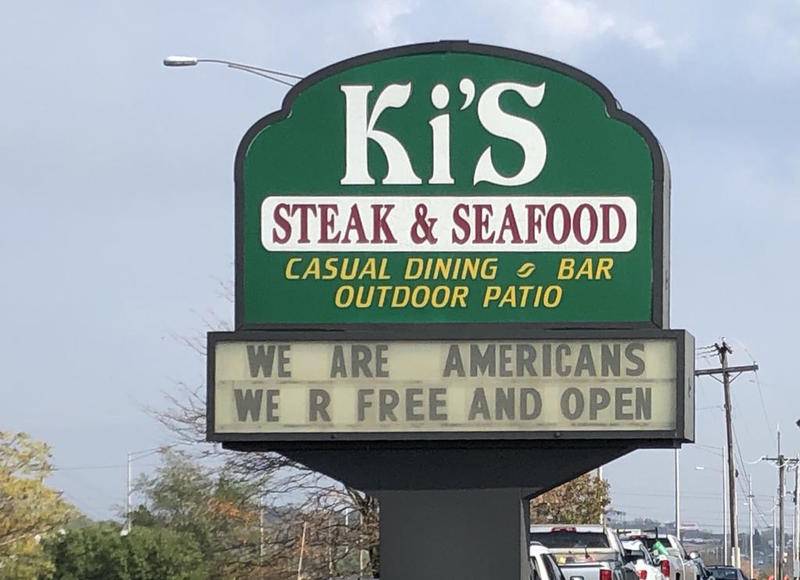 Ki'S
STEAK & SEAFOOD
CASUAL DINING BAR
OUTDOOR PATIO
WE ARE AMERICANS
WE R FREE AND OPEN